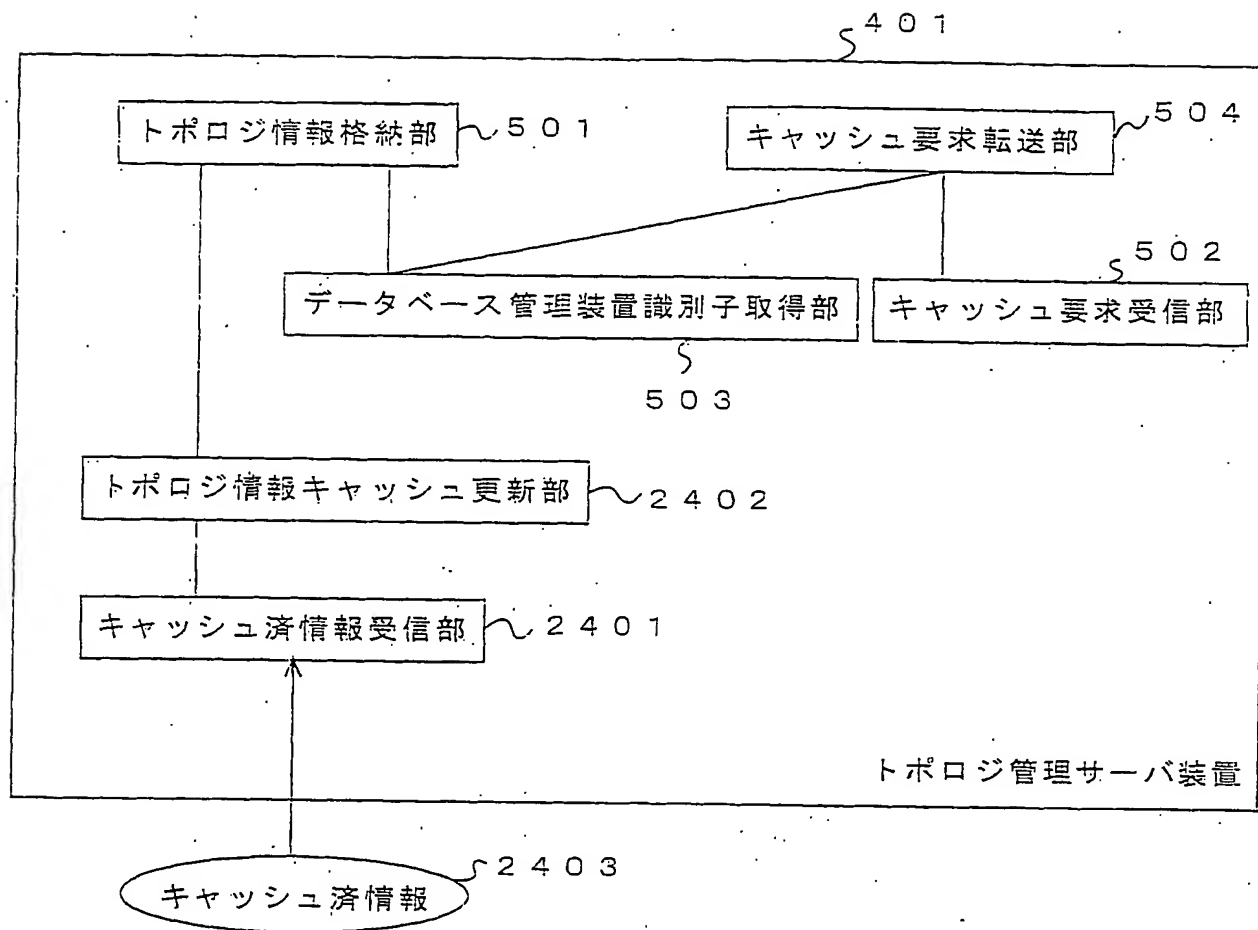 ４０１
トポロジ情報格納部
５０１
キャッシュ要求転送部
５０４
データベース管理装置識別子取得部
５０３
キャッシュ要求受信部
５０２
トポロジ情報キャッシュ更新部
２４０２
キャッシュ済情報受信部
２４０１
トポロジ管理サーバ装置
キャッシュ済情報
２４０３